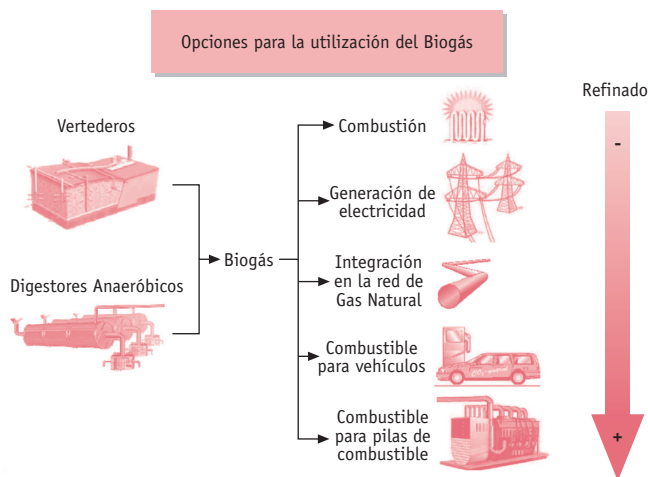 Opciones para la utilización del Biogás
Refinado
-
+
Vertederos
Digestores Anaeróbicos
Biogás
Combustión
Generación de
electricidad
Integración
en la red de
Gas Natural
Combustible
para vehículos
Combustible
para pilas de
combustible